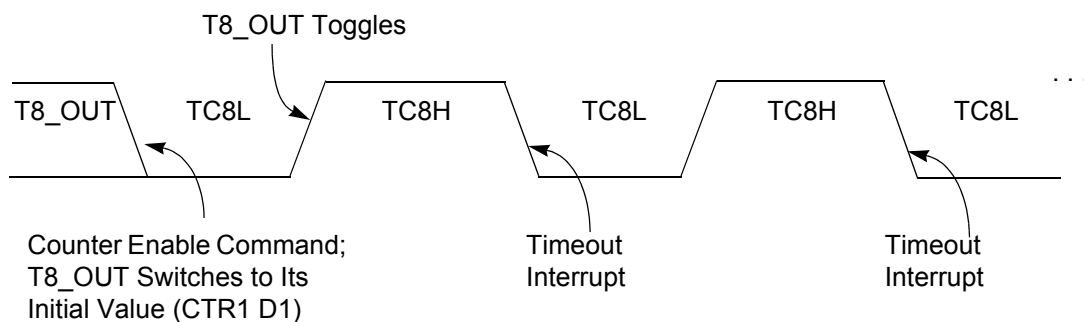 T8_OUT Toggles
. . .
T8_OUT
TC8L
TC8H
TC8L
TC8H
TC8L
Counter Enable Command;
T8_OUT Switches to Its
Initial Value (CTR1 D1)
Timeout
Interrupt
Timeout
Interrupt